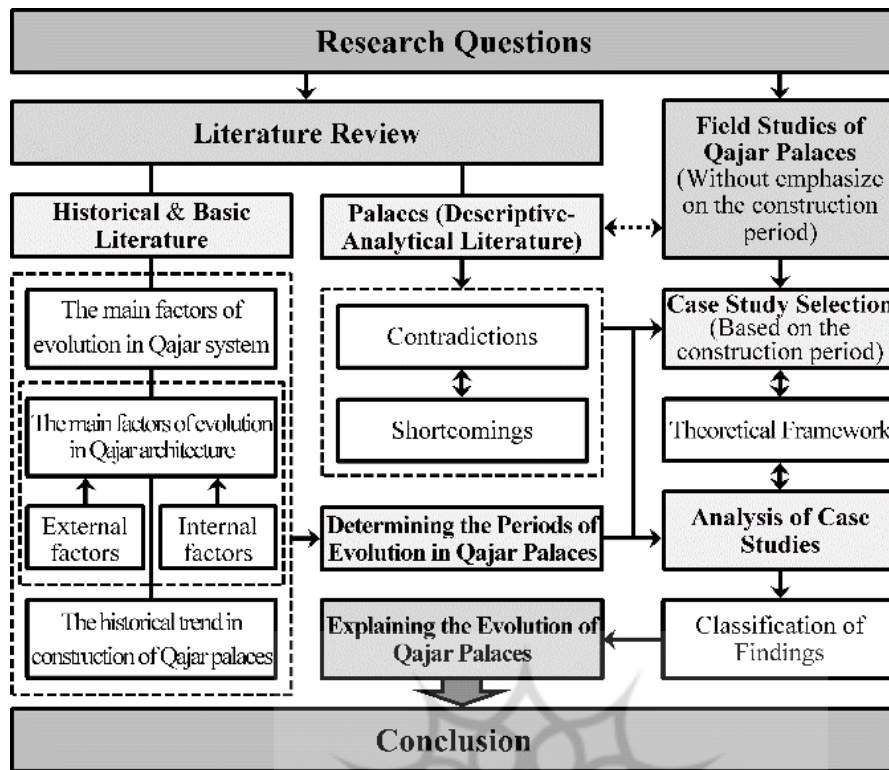 Research Questions
Literature Review
Historical & Basic
Literature
The main factors of
evolution in Qajar system
The main factors of evolution
in Qajar architecture
External
factors
Internal
factors
The historical trend in
construction of Qajar palaces
Palaces (Descriptive-
Analytical Literature)
Contradictions
Shortcomings
Determining the Periods of
Evolution in Qajar Palaces
Explaining the Evolution of
Qajar Palaces
Field Studies of
Qajar Palaces
(Without emphasize
on the construction
period)
Case Study Selection
(Based on the
construction period)
Theoretical Framework
Analysis of Case
Studies
Classification of
Findings
Conclusion